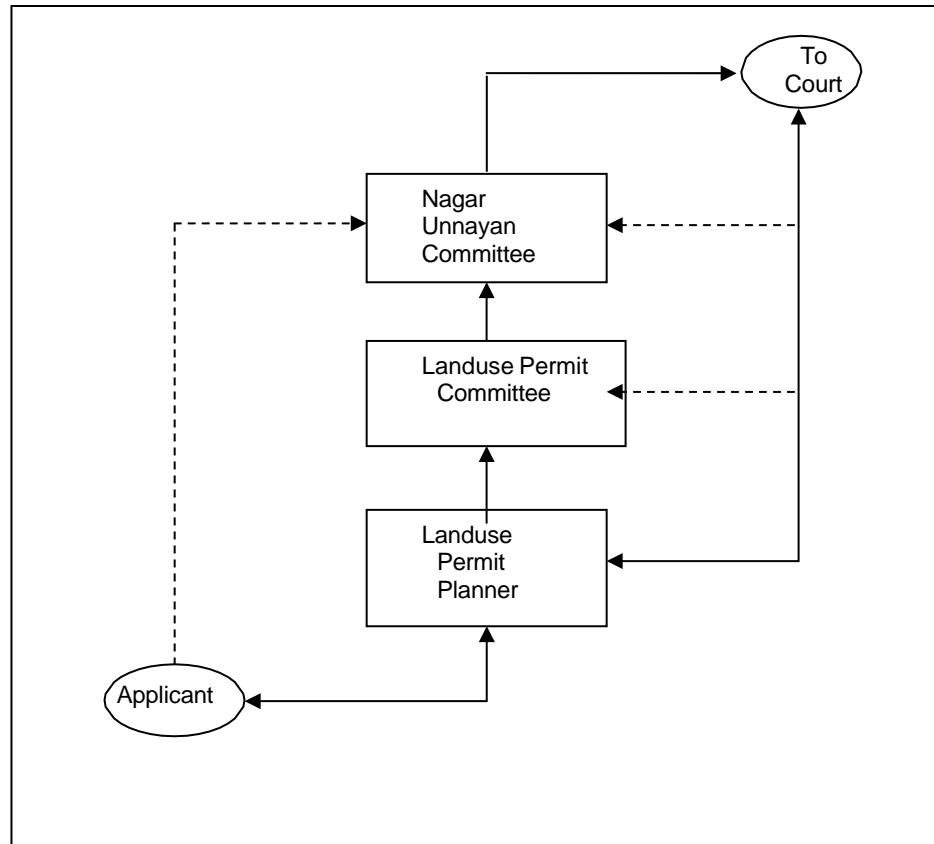 To
Court
Nagar
Unnayan
Committee
Landuse Permit
Committee
Landuse
Permit
Planner
Applicant